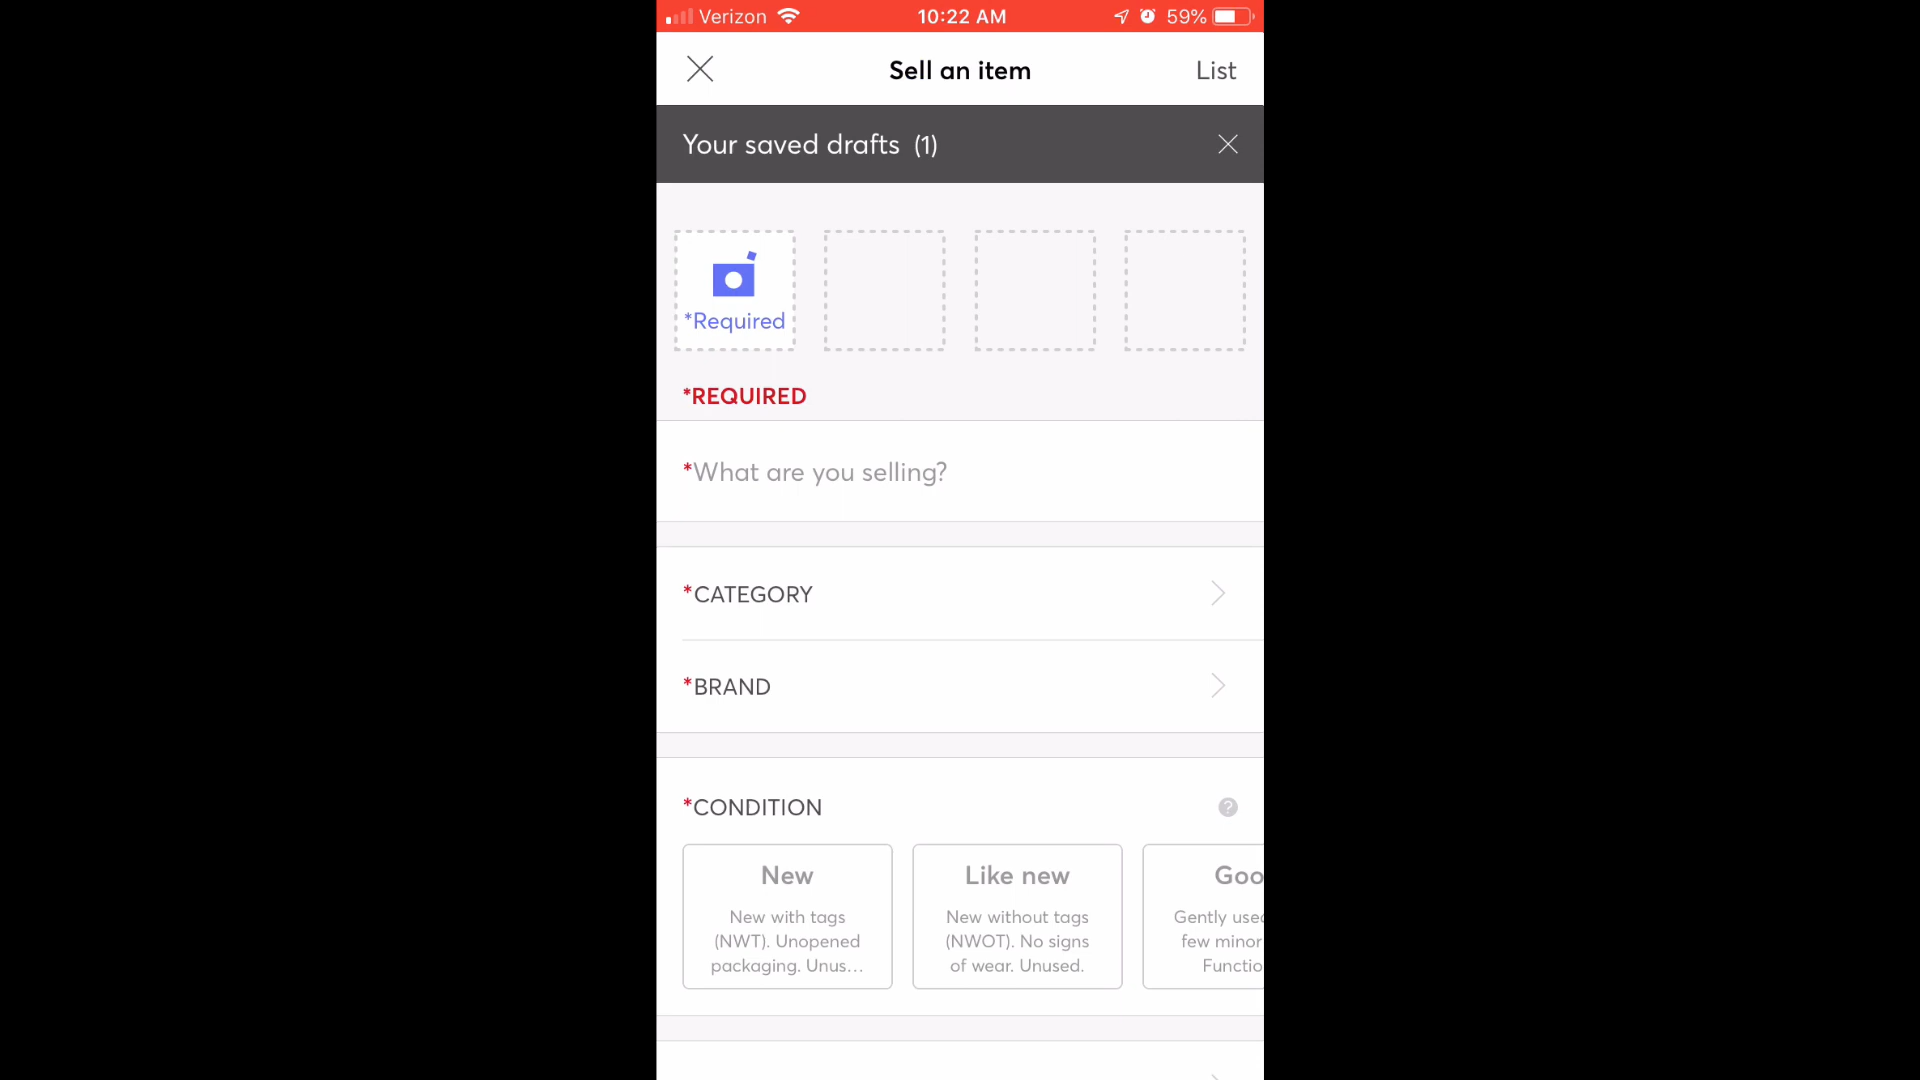 Verizon 10:22 AM 59%
Sell an item List
Your saved drafts (1)
*Required
*REQUIRED
*What are you selling?
*CATEGORY
*BRAND
*CONDITION ?
New Like new Goo
New with tags New without tags Gently use
(NWT). Unopened (NWOT). No signs few minor
packaging. Unus... of wear. Unused. Functio